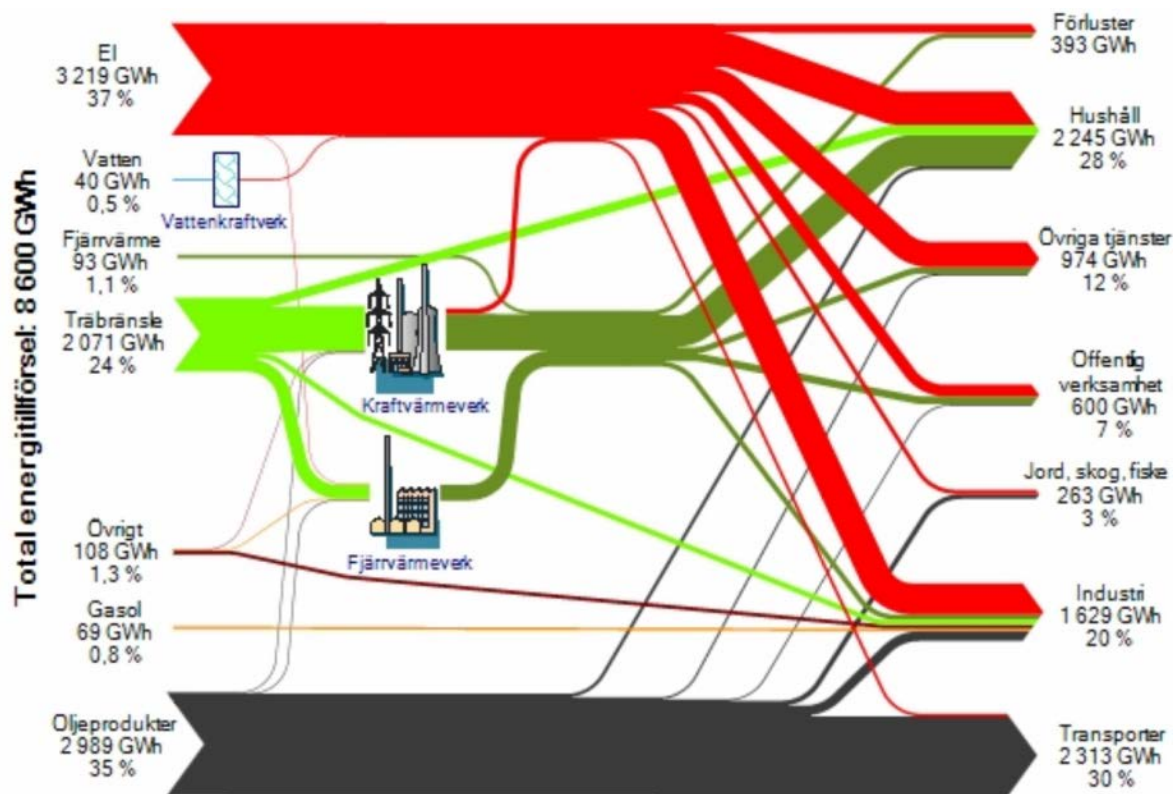 Total energitillförsel: 8 600 GWh
El
3 219 GWh
37 %
Vatten
40 GWh
0,5 %
Vattenkraftverk
Fjärrvärme
93 GWh
1,1 %
Träbränsle
2 071 GWh
24 %
Kraftvärmeverk
Fjärrvärmeverk
Övrigt
108 GWh
1,3 %
Gasol
69 GWh
0,8 %
Oljeprodukter
2 989 GWh
35 %
Förluster
393 GWh
Hushåll
2 245 GWh
28 %
Övriga tjänster
974 GWh
12 %
Offentlig
verksamhet
600 GWh
7 %
Jord, skog, fiske
263 GWh
3 %
Industri
1 629 GWh
20 %
Transporter
2 313 GWh
30 %